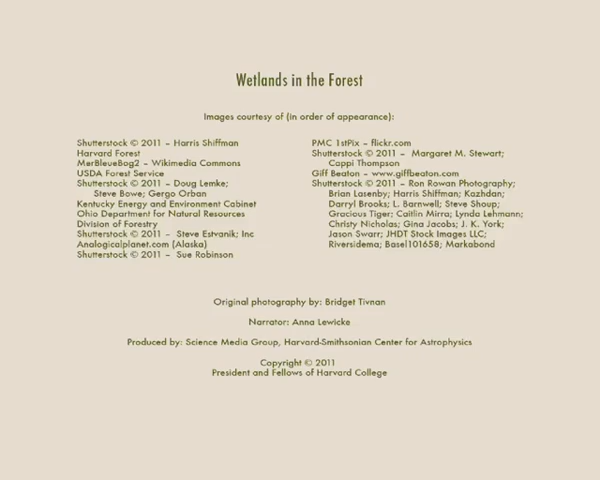 Wetlands in the Forest
Images courtesy of (in order of appearance):
Shutterstock © 2011 – Harris Shiffman
Harvard Forest
MerBleueBog2 – Wikimedia Commons
USDA Forest Service
Shutterstock © 2011 – Doug Lemke;
Steve Bowe; Gergo Orban
Kentucky Energy and Environment Cabinet
Ohio Department for Natural Resources
Division of Forestry
Shutterstock © 2011 – Steve Estvanik; Inc
Analogicalplanet.com (Alaska)
Shutterstock © 2011 – Sue Robinson
PMC 1stPix – flickr.com
Shutterstock © 2011 – Margaret M. Stewart;
Cappi Thompson
Giff Beaton – www.giffbeaton.com
Shutterstock © 2011 – Ron Rowan Photography;
Brian Lasenby; Harris Shiffman; Kazhdan;
Darryl Brooks; L. Barnwell; Steve Shoup;
Gracious Tiger; Caitlin Mirra; Lynda Lehmann;
Christy Nicholas; Gina Jacobs; J. K. York;
Jason Swarr; JHDT Stock Images LLC;
Riversidema; Basel101658; Markabond
Original photography by: Bridget Tivnan
Narrator: Anna Lewicke
Produced by: Science Media Group, Harvard-Smithsonian Center for Astrophysics
Copyright © 2011
President and Fellows of Harvard College